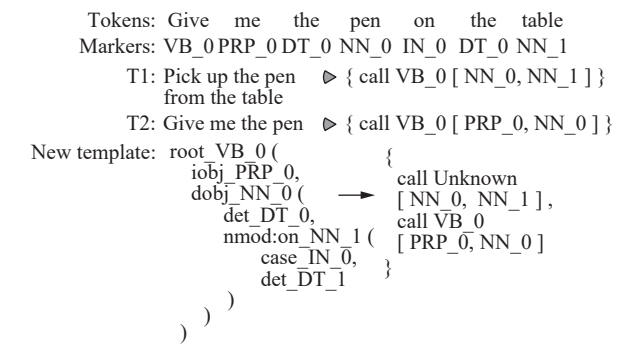 Tokens: Give me the pen on the table
Markers: VB_0 PRP_0 DT_0 NN_0 IN_0 DT_0 NN_1
T1: Pick up the pen ▷ { call VB_0 [ NN_0, NN_1 ] }
from the table
T2: Give me the pen ▷ { call VB_0 [ PRP_0, NN_0 ] }
New template: root_VB_0 ( {
iobj_PRP_0, call Unknown
dobj_NN_0 ( → [ NN_0, NN_1 ] ,
det_DT_0, call VB_0
nmod:on_NN_1 ( [ PRP_0, NN_0 ]
case_IN_0, }
det_DT_1
)
)
)